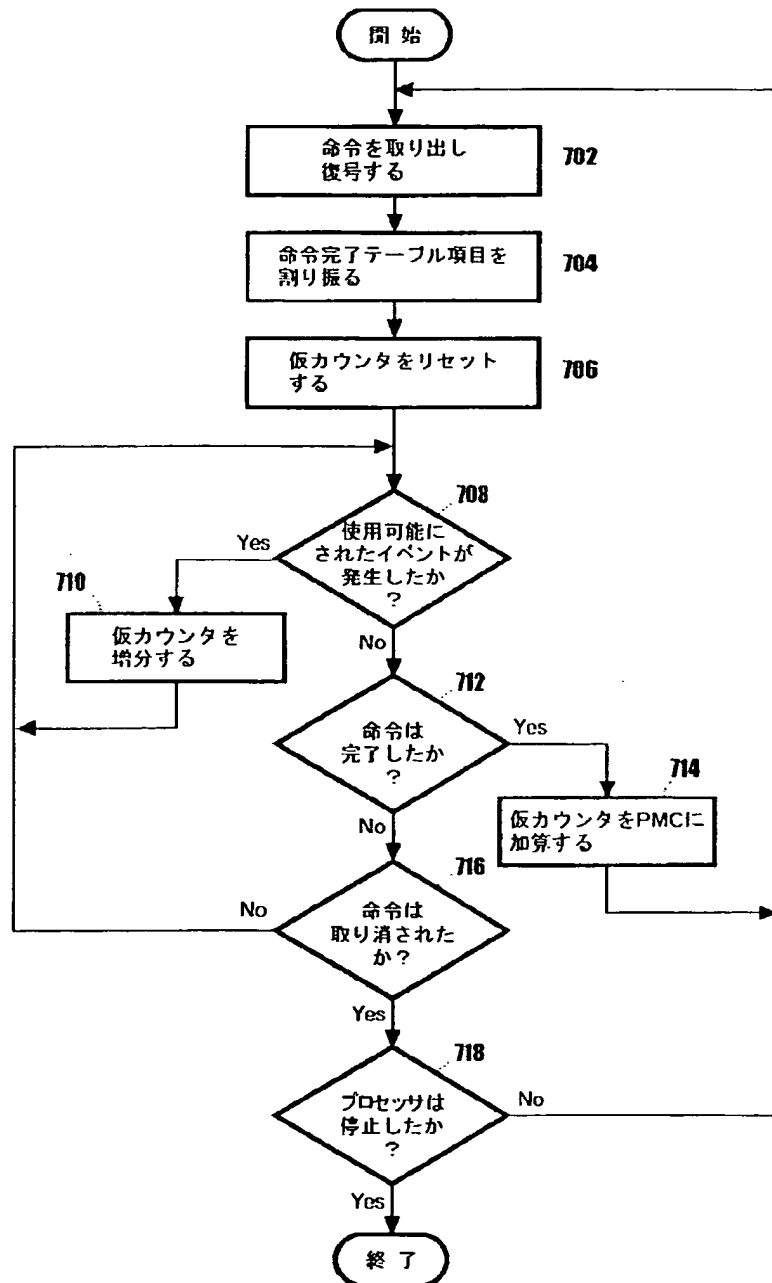 開始
命令を取り出し
復号する
702
命令完了テーブル項目を
割り振る
704
仮カウンタをリセット
する
706
708
使用可能に
されたイベントが
発生したか
?
Yes
No
710
仮カウンタを
増分する
712
命令は
完了したか
?
Yes
No
714
仮カウンタをPMCに
加算する
716
命令は
取り消された
か?
No
Yes
718
プロセッサは
停止したか
?
No
Yes
終了